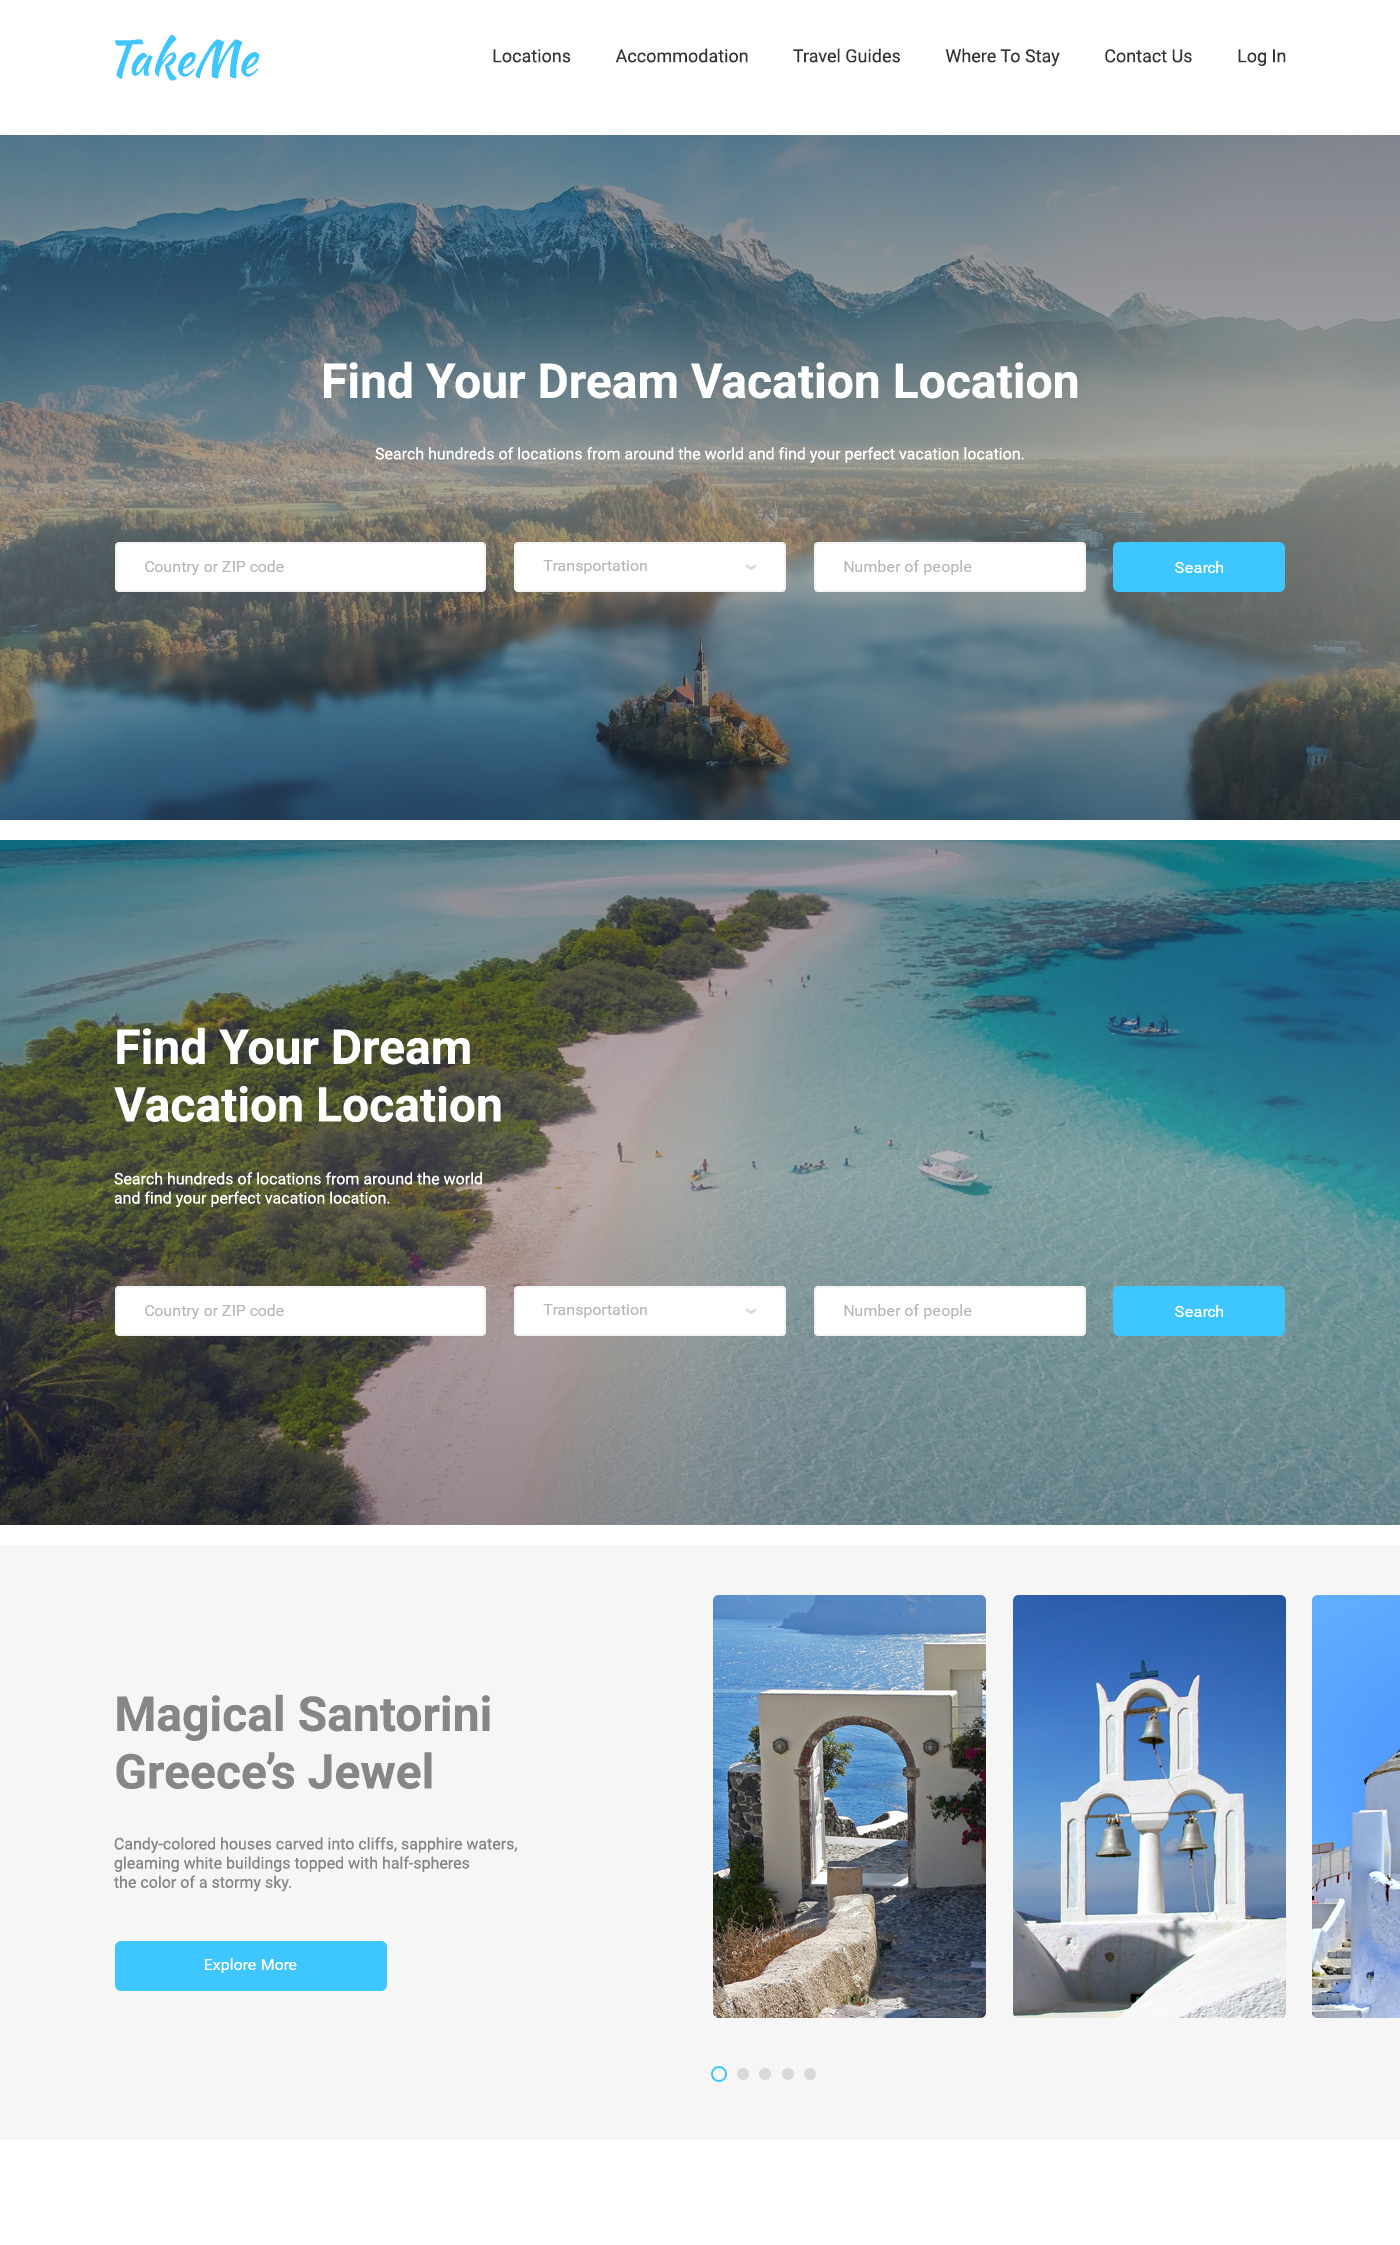 TakeMe
Locations
Accommodation
Travel Guides
Where To Stay
Contact Us
Log In
Find Your Dream Vacation Location
Search hundreds of locations from around the world and find your perfect vacation location.
Country or ZIP code
Transportation
Number of people
Search
Find Your Dream
Vacation Location
Search hundreds of locations from around the world
and find your perfect vacation location.
Country or ZIP code
Transportation
Number of people
Search
Magical Santorini
Greece’s Jewel
Candy-colored houses carved into cliffs, sapphire waters,
gleaming white buildings topped with half-spheres
the color of a stormy sky.
Explore More